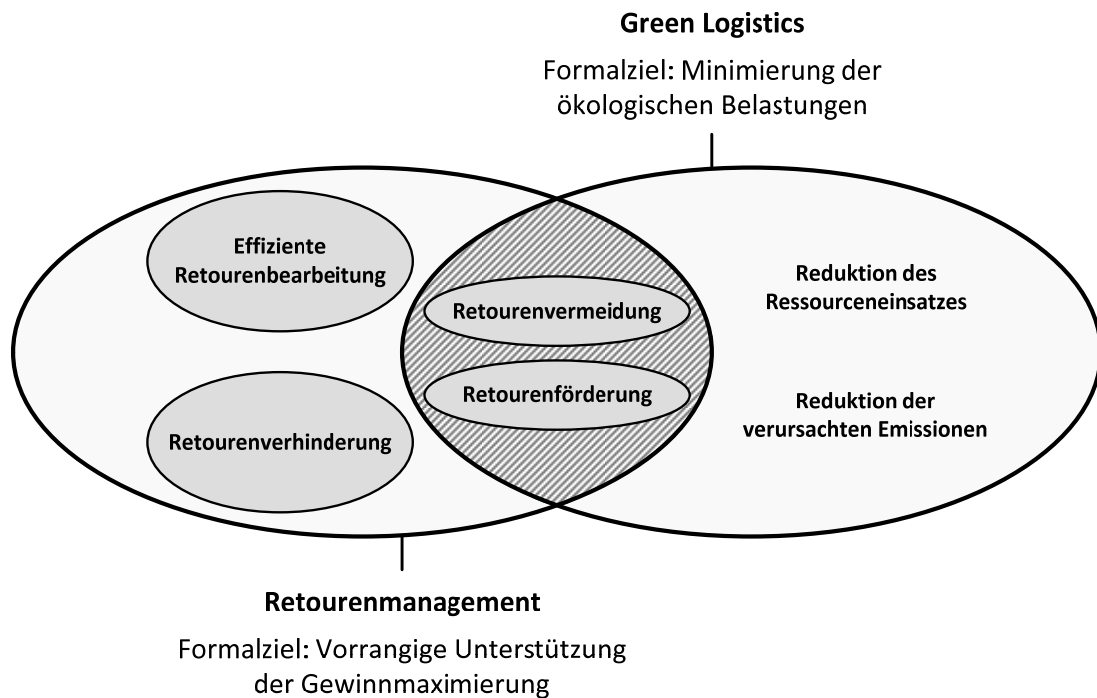 Green Logistics
Formalziel: Minimierung der
ökologischen Belastungen
Effiziente
Retourenbearbeitung
Retourenvermeidung
Retourenförderung
Retourenverhinderung
Reduktion des
Ressourceneinsatzes
Reduktion der
verursachten Emissionen
Retourenmanagement
Formalziel: Vorrangige Unterstützung
der Gewinnmaximierung